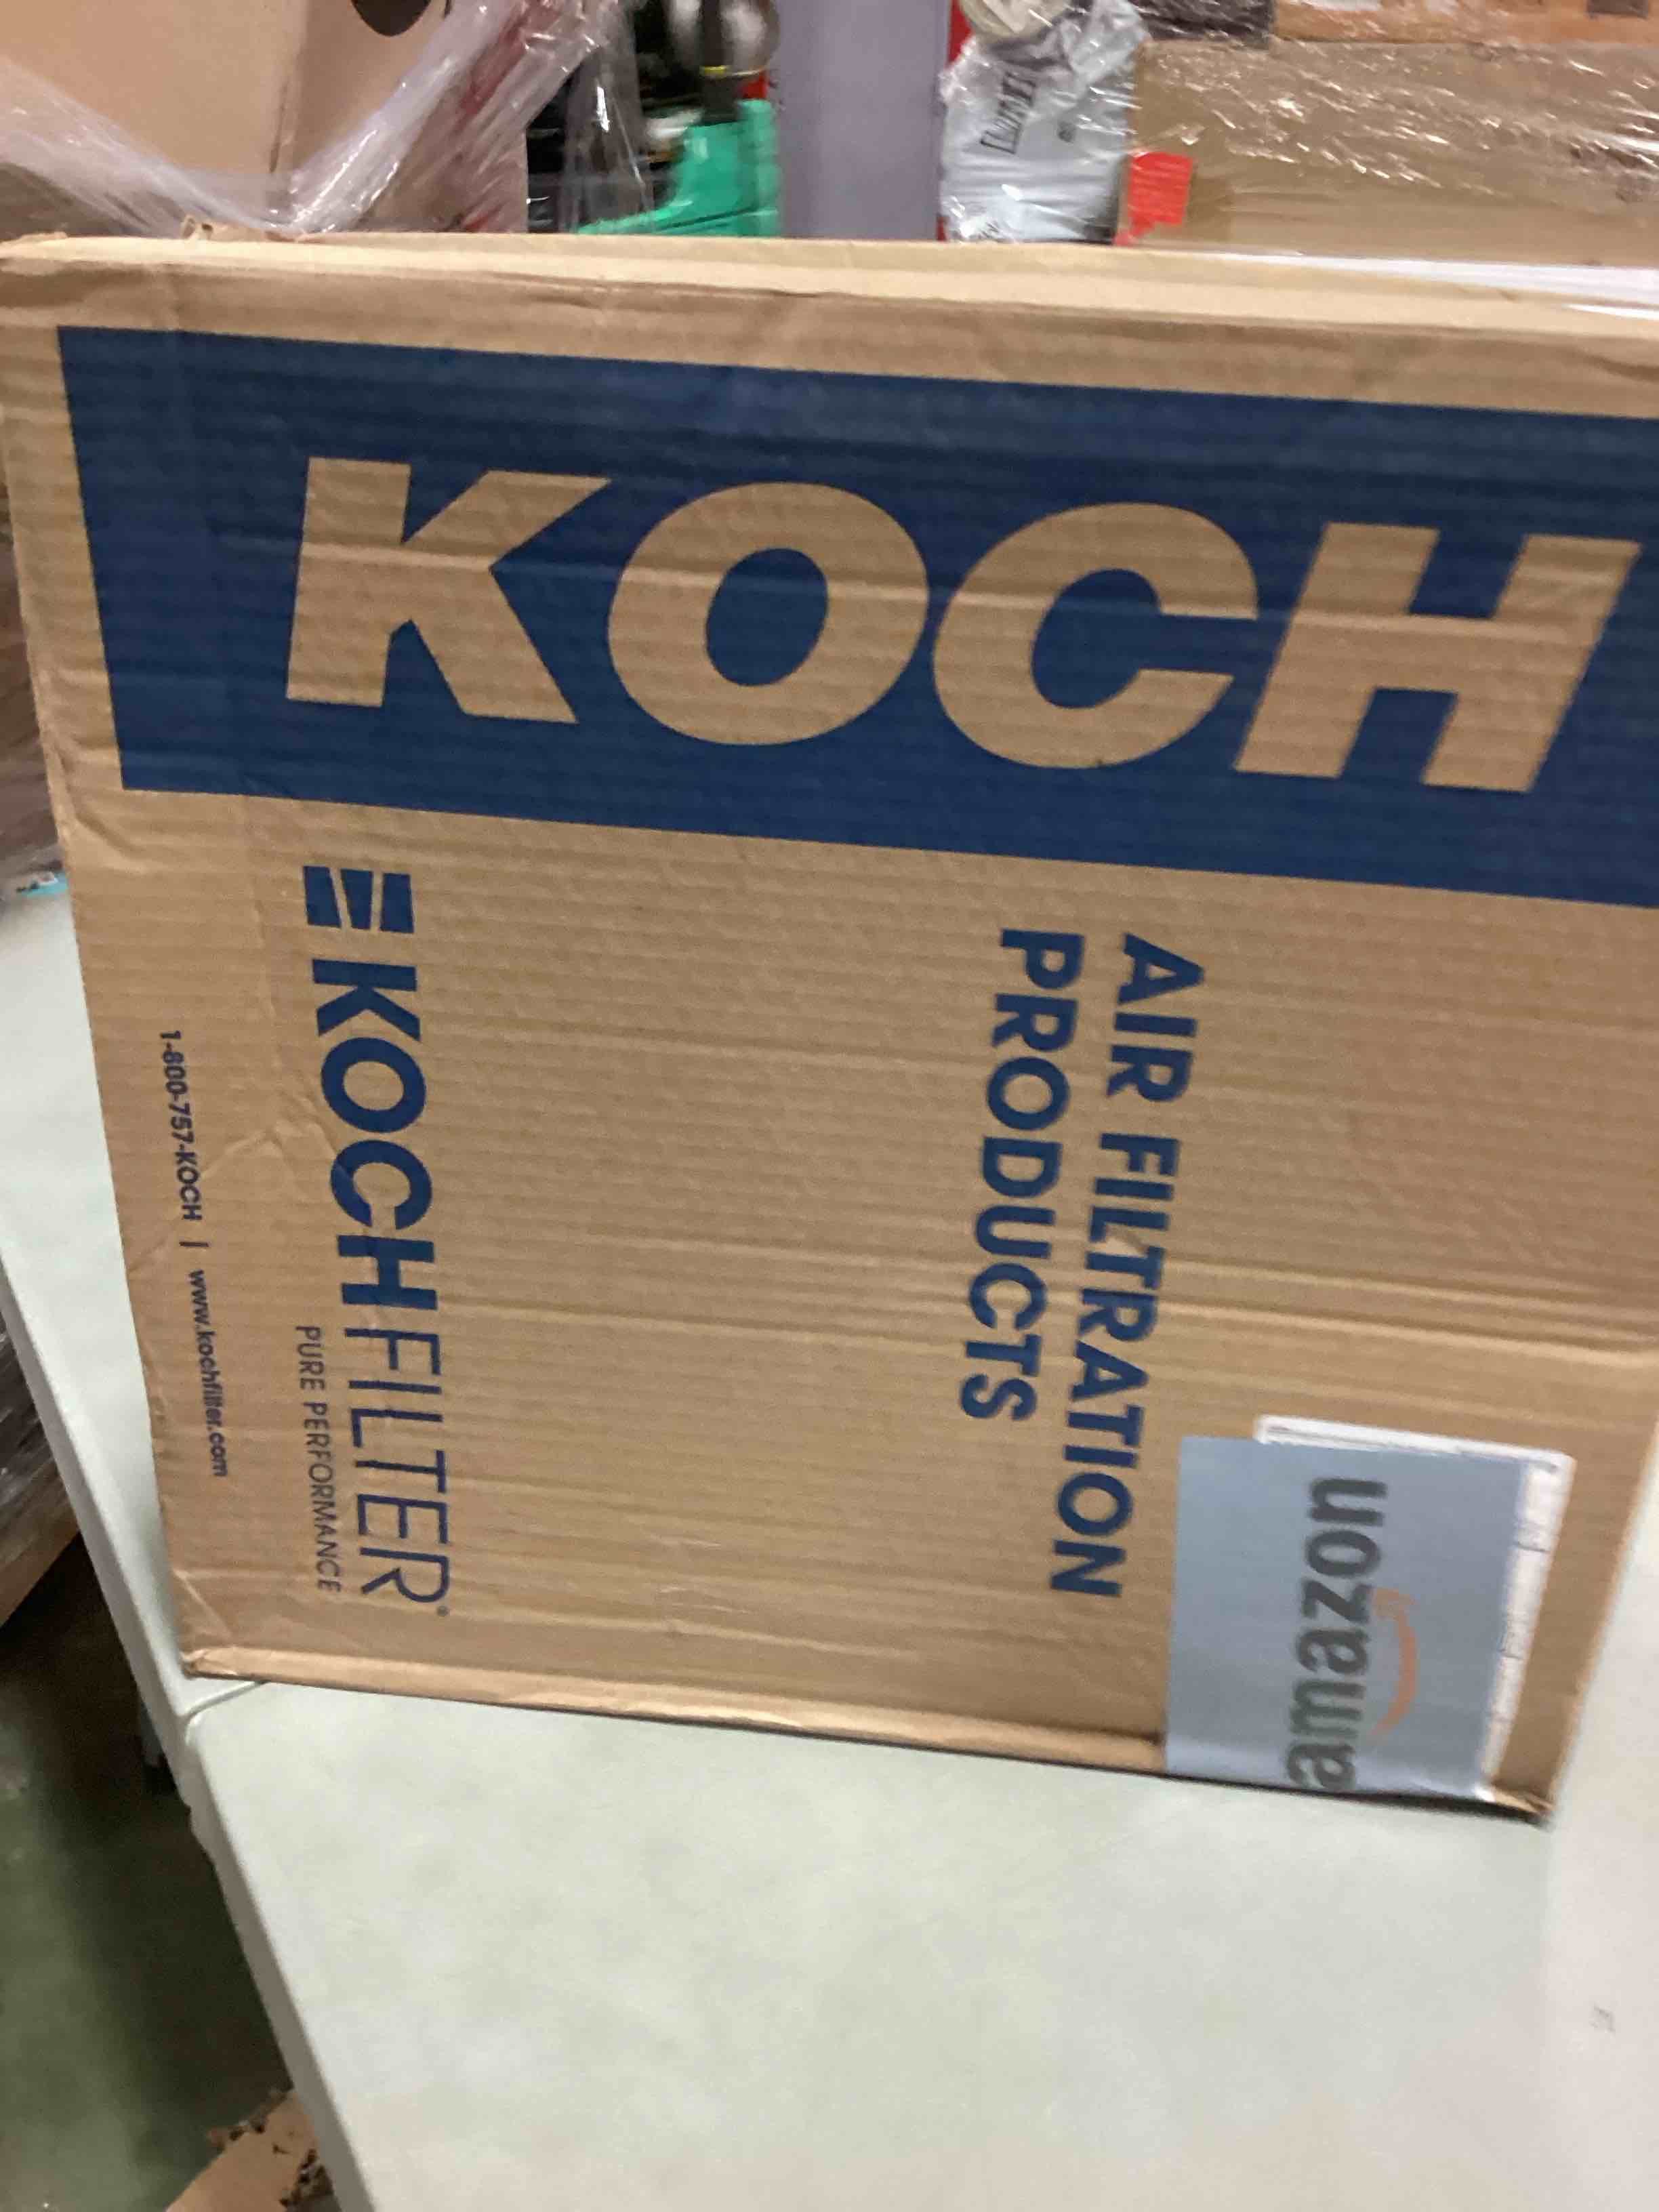 KOCH
AIR FILTRATION
PRODUCTS
KOCHFILTER®
PURE PERFORMANCE
1-800-757-KOCH | www.kochfilter.com
amazon